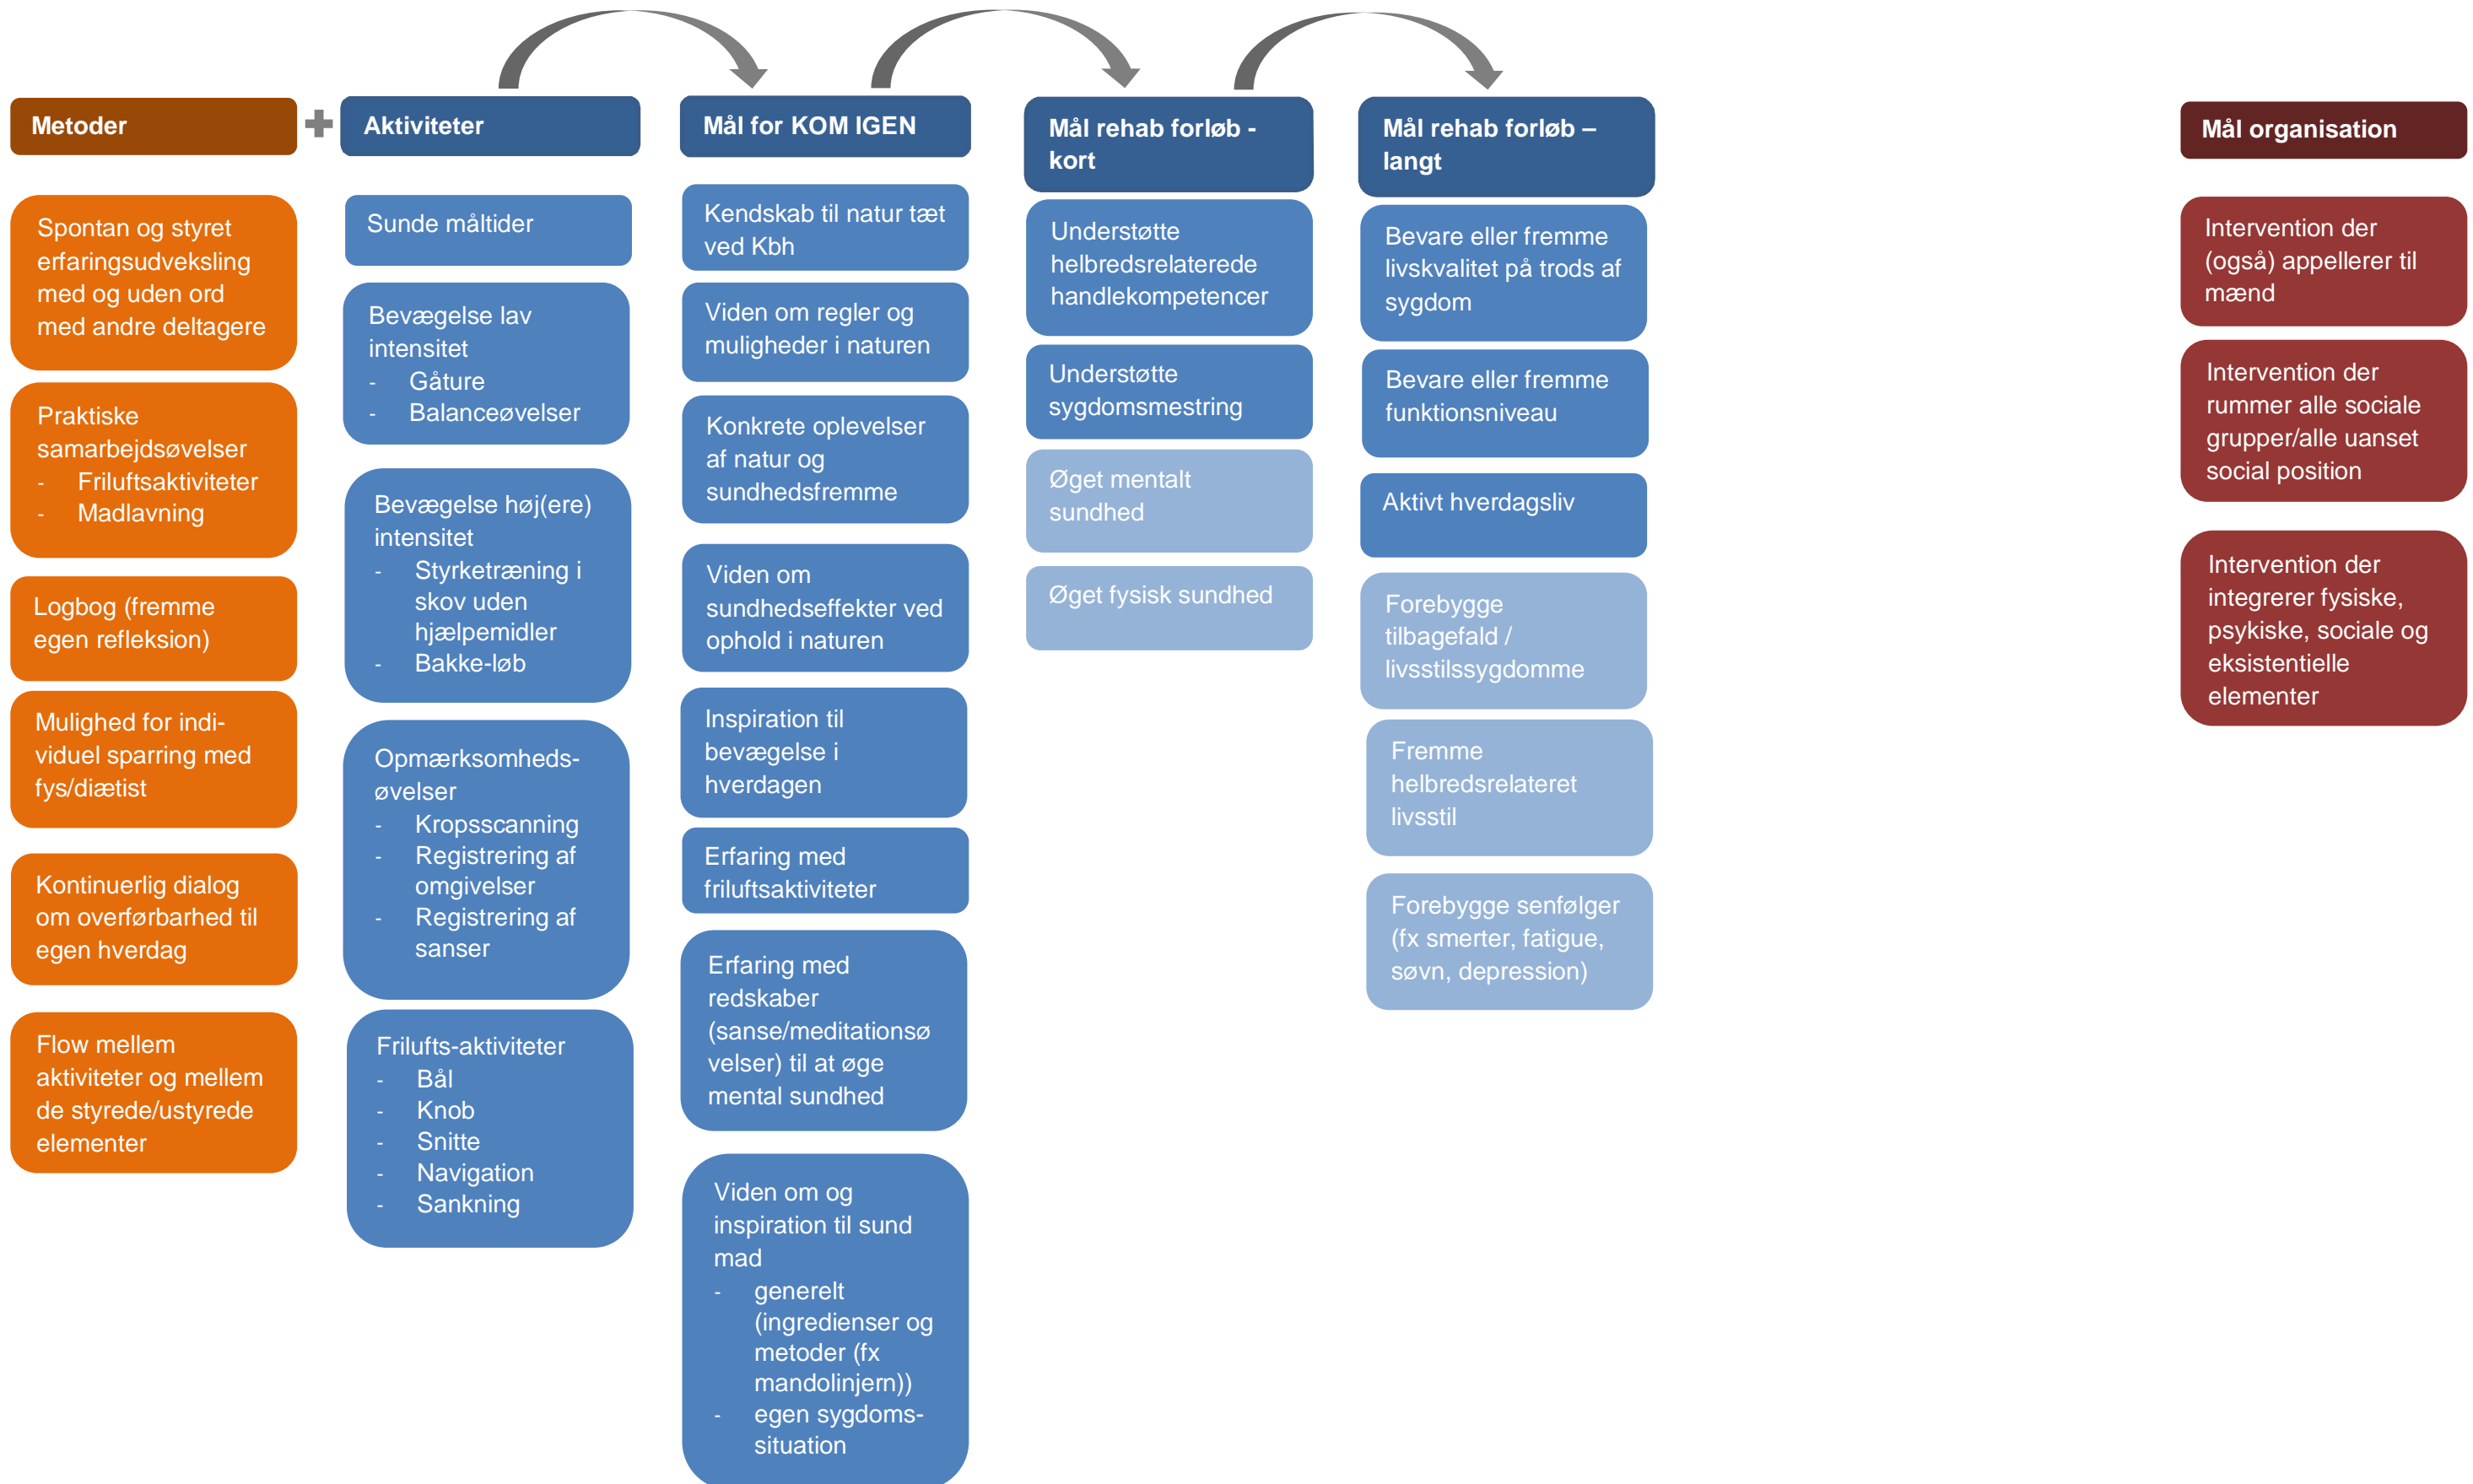 Metoder
Spontan og styret
erfaringsudveksling
med og uden ord
med andre deltagere
Praktiske
samarbejdsøvelser
- Friluftsaktiviteter
- Madlavning
Logbog (fremme
egen refleksion)
Mulighed for indi-
viduel sparring med
fys/diætist
Kontinuerlig dialog
om overførbarhed til
egen hverdag
Flow mellem
aktiviteter og mellem
de styrede/ustyrede
elementer
Aktiviteter
Sunde måltider
Bevægelse lav
intensitet
- Gåture
- Balanceøvelser
Bevægelse høj(ere)
intensitet
- Styrketræning i
skov uden
hjælpemidler
- Bakke-løb
Opmærksomheds-
øvelser
- Kropsscanning
- Registrering af
omgivelser
- Registrering af
sanser
Frilufts-aktiviteter
- Bål
- Knob
- Snitte
- Navigation
- Sankning
Mål for KOM IGEN
Kendskab til natur tæt
ved Kbh
Viden om regler og
muligheder i naturen
Konkrete oplevelser
af natur og
sundhedsfremme
Viden om
sundhedseffekter ved
ophold i naturen
Inspiration til
bevægelse i
hverdagen
Erfaring med
friluftsaktiviteter
Erfaring med
redskaber
(sanse/meditationsø
velser) til at øge
mental sundhed
Viden om og
inspiration til sund
mad
- generelt
(ingredienser og
metoder (fx
mandolinjern))
- egen sygdoms-
situation
Mål rehab forløb -
kort
Understøtte
helbredsrelaterede
handlekompetencer
Understøtte
sygdomsmestring
Øget mentalt
sundhed
Øget fysisk sundhed
Mål rehab forløb –
langt
Bevare eller fremme
livskvalitet på trods af
sygdom
Bevare eller fremme
funktionsniveau
Aktivt hverdagsliv
Forebygge
tilbagefald /
livsstilssygdomme
Fremme
helbredsrelateret
livsstil
Forebygge senfølger
(fx smerter, fatigue,
søvn, depression)
Mål organisation
Intervention der
(også) appellerer til
mænd
Intervention der
rummer alle sociale
grupper/alle uanset
social position
Intervention der
integrerer fysiske,
psykiske, sociale og
eksistentielle
elementer